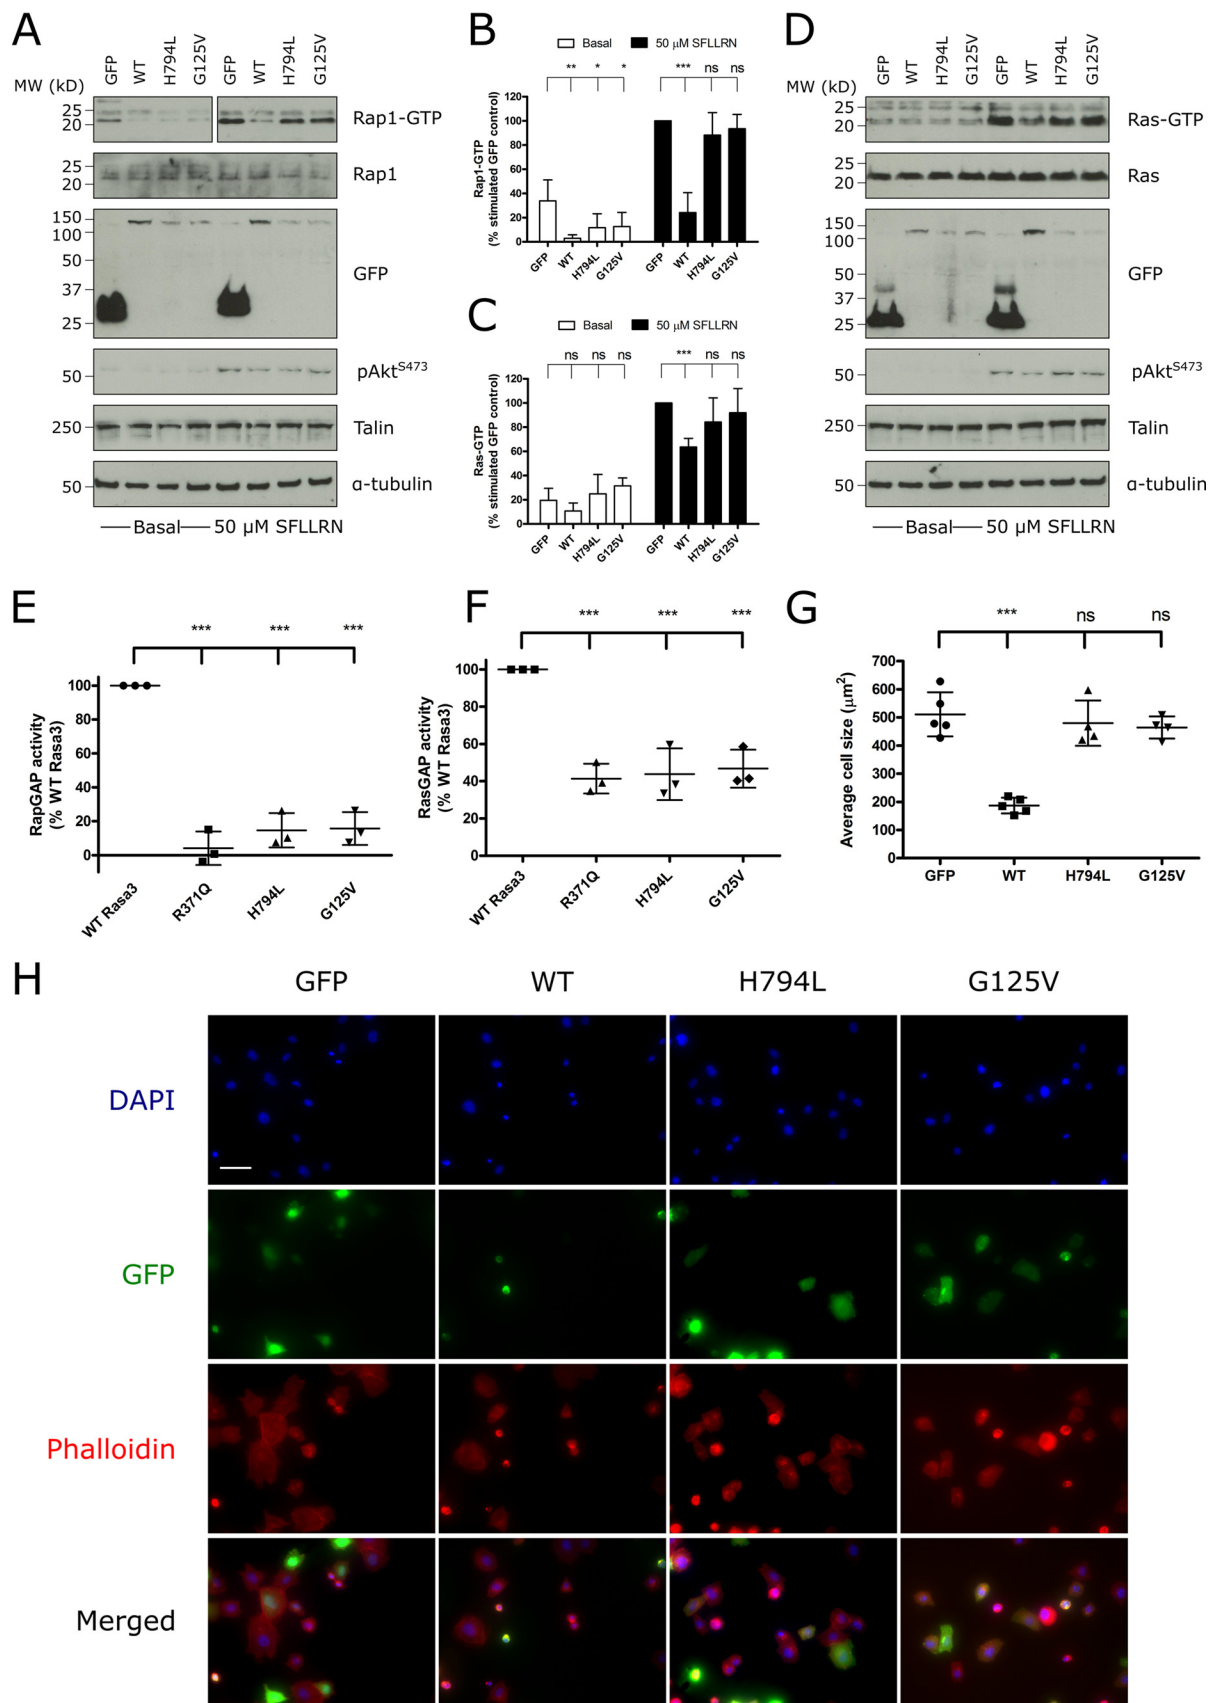 A
MW (kD)
GFP
WT
H794L
G125V
GFP
WT
H794L
G125V
25
20
Rap1-GTP
25
20
Rap1
150
100
50
37
25
GFP
50
pAkt^S473
250
Talin
50
α-tubulin
Basal
50 µM SFLLRN
B
Basal
50 µM SFLLRN
** * * *** ns ns
Rap1-GTP
(% stimulated GFP control)
120
100
80
60
40
20
0
GFP
WT
H794L
G125V
GFP
WT
H794L
G125V
C
Basal
50 µM SFLLRN
ns ns ns *** ns ns
Ras-GTP
(% stimulated GFP control)
120
100
80
60
40
20
0
GFP
WT
H794L
G125V
GFP
WT
H794L
G125V
D
MW (kD)
GFP
WT
H794L
G125V
GFP
WT
H794L
G125V
25
20
Ras-GTP
25
20
Ras
150
100
50
37
25
GFP
50
pAkt^S473
250
Talin
50
α-tubulin
Basal
50 µM SFLLRN
E
*** *** ***
RapGAP activity
(% WT Rasa3)
100
80
60
40
20
0
WT Rasa3
R371Q
H794L
G125V
F
*** *** ***
RasGAP activity
(% WT Rasa3)
100
80
60
40
20
0
WT Rasa3
R371Q
H794L
G125V
G
*** ns ns
Average cell size (µm²)
700
600
500
400
300
200
100
0
GFP
WT
H794L
G125V
H
GFP
WT
H794L
G125V
DAPI
GFP
Phalloidin
Merged